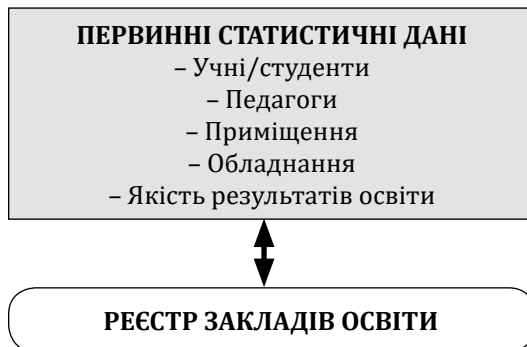 ПЕРВИННІ СТАТИСТИЧНІ ДАНІ
– Учні/студенти
– Педагоги
– Приміщення
– Обладнання
– Якість результатів освіти
РЕЄСТР ЗАКЛАДІВ ОСВІТИ